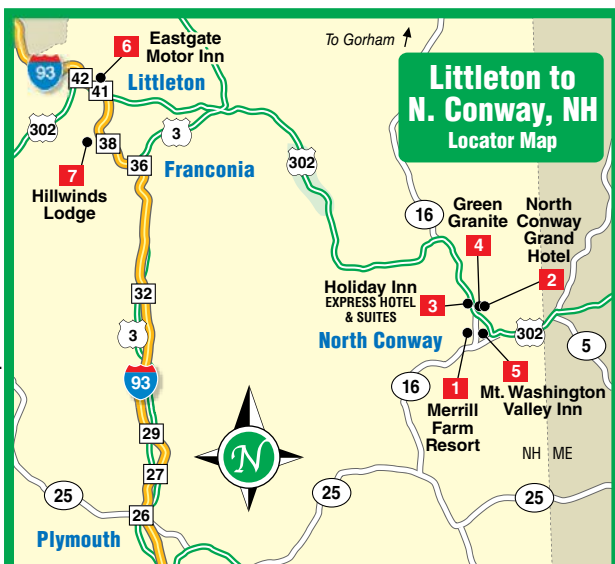 To Gorham
Littleton to
N. Conway, NH
Locator Map
6
Eastgate
Motor Inn
93
42
41
Littleton
302
3
38
36
Franconia
7
Hillwinds
Lodge
302
16
Green
Granite
4
North
Conway
Grand
Hotel
2
Holiday Inn
EXPRESS HOTEL
& SUITES
3
North Conway
302
5
32
3
93
16
1
Merrill
Farm
Resort
5
Mt. Washington
Valley Inn
29
27
N
NH
ME
25
26
25
25
Plymouth